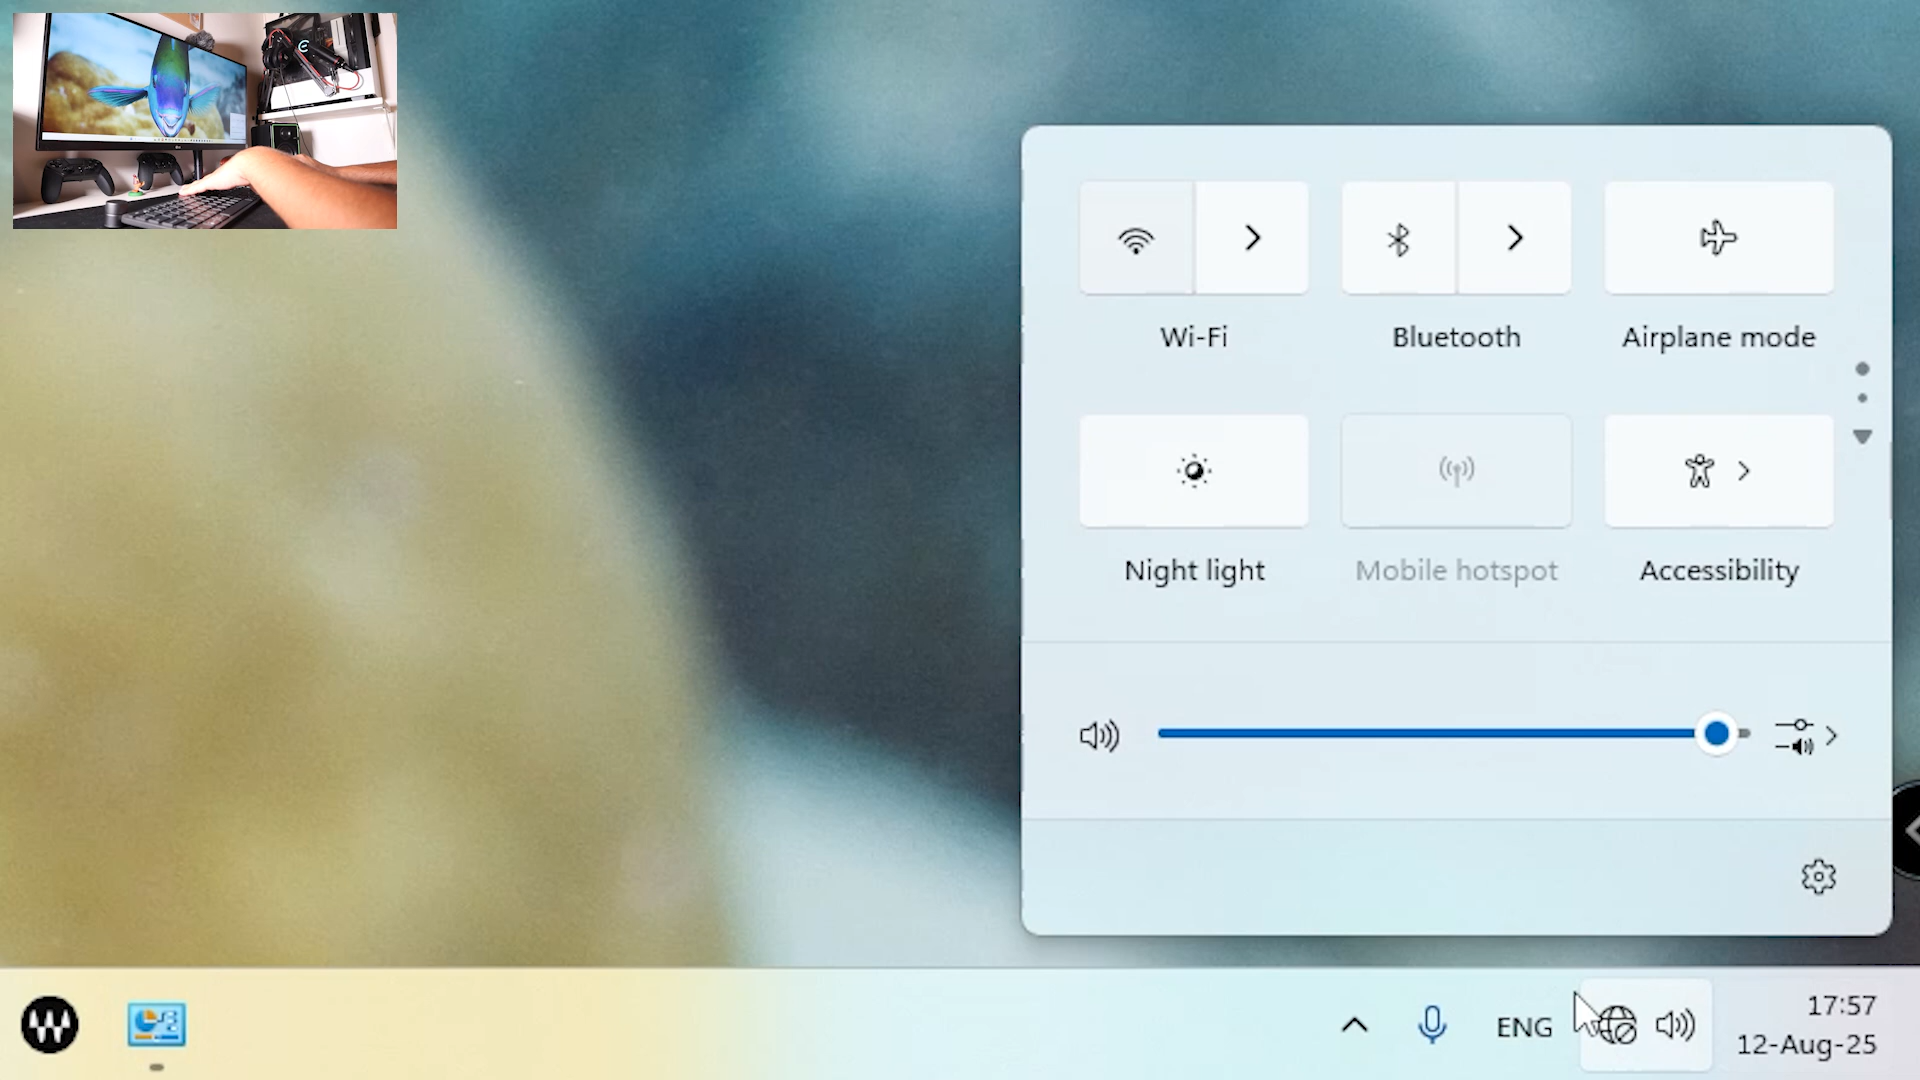 Wi-Fi
Bluetooth
Airplane mode
Night light
Mobile hotspot
Accessibility
ENG
17:57
12-Aug-25